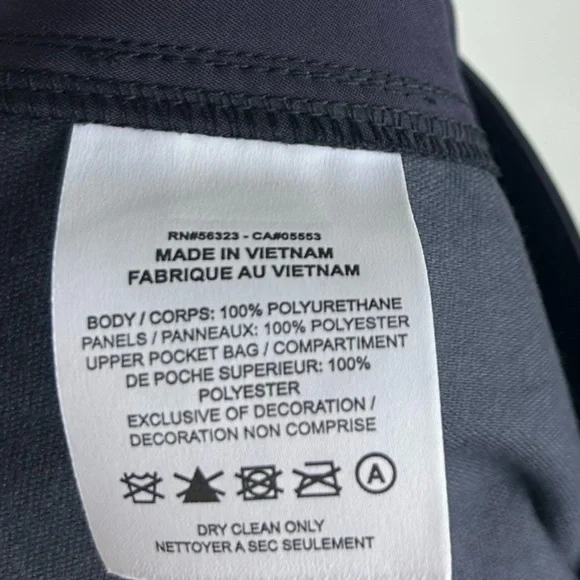 RN#56323 - CA#05553
MADE IN VIETNAM
FABRIQUE AU VIETNAM
BODY / CORPS: 100% POLYURETHANE
PANELS / PANNEAUX: 100% POLYESTER
UPPER POCKET BAG / COMPARTIMENT
DE POCHE SUPERIEUR: 100%
POLYESTER
EXCLUSIVE OF DECORATION /
DECORATION NON COMPRISE
A
DRY CLEAN ONLY
NETTOYER A SEC SEULEMENT